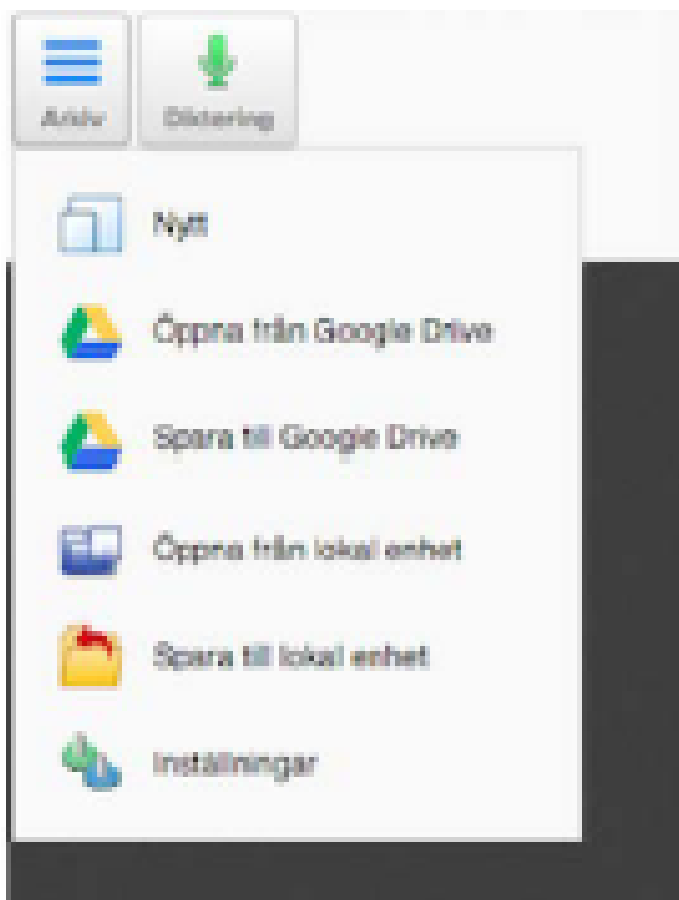 Arkiv
Diktering
Nytt
Öppna från Google Drive
Spara till Google Drive
Öppna från lokal enhet
Spara till lokal enhet
Inställningar